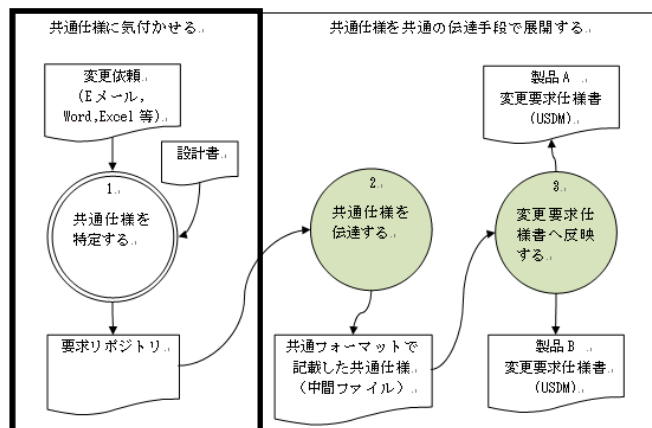 共通仕様に気付かせる.
共通仕様を共通の伝達手段で展開する.
変更依頼
(Eメール,
Word,Excel 等)
設計書
1.
共通仕様を
特定する.
要求リポジトリ
2.
共通仕様を
伝達する.
共通フォーマットで
記載した共通仕様
(中間ファイル)
製品A
変更要求仕様書
(USDM)
3.
変更要求仕
様書へ反映
する.
製品B
変更要求仕様書
(USDM)